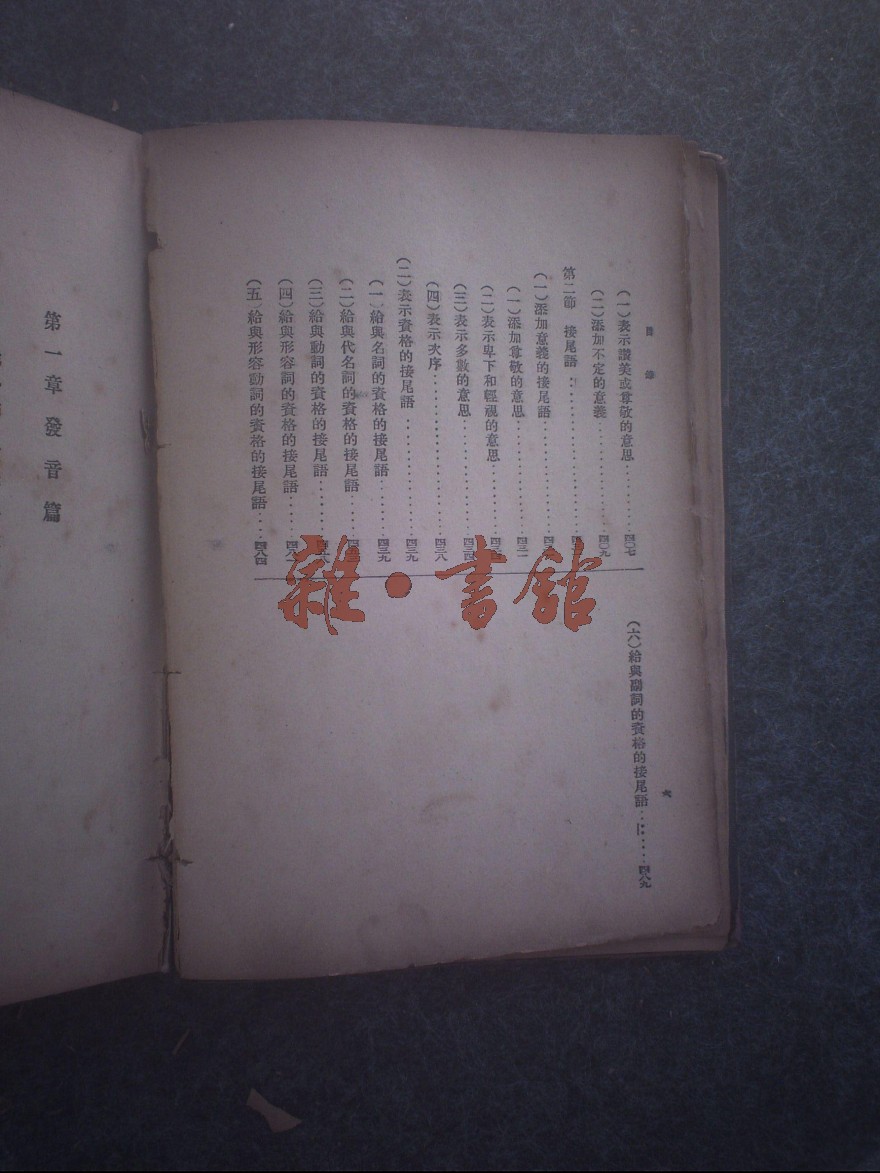 目錄
(一)表示讚美或尊敬的意思⋯⋯⋯四〇七
(二)添加不定的意義⋯⋯⋯四〇九
第二節 接尾語⋯⋯⋯
(一)添加意義的接尾語⋯⋯⋯
(一)添加尊敬的意思⋯⋯⋯四三一
(二)表示卑下和輕視的意思⋯⋯⋯
(三)表示多數的意思⋯⋯⋯
(四)表示次序⋯⋯⋯四三八
(二)表示資格的接尾語⋯⋯⋯四三九
(一)給與名詞的資格的接尾語⋯⋯⋯四三九
(二)給與代名詞的資格的接尾語⋯⋯⋯
(三)給與動詞的資格的接尾語⋯⋯⋯
(四)給與形容詞的資格的接尾語⋯⋯⋯
(五)給與形容動詞的資格的接尾語⋯⋯⋯四八四
(六)給與副詞的資格的接尾語⋯⋯⋯四八九
六
第一章 發音篇
雜·書館